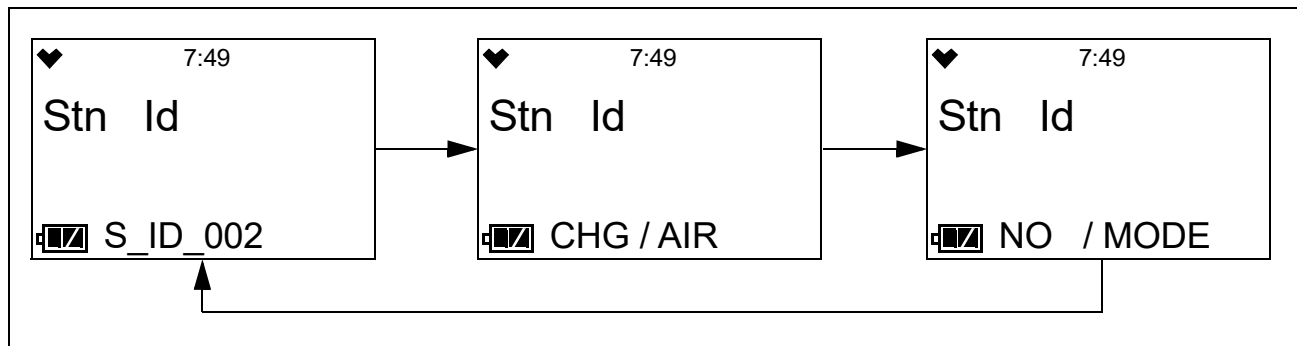 7:49
Stn Id
S_ID_002
7:49
Stn Id
CHG / AIR
7:49
Stn Id
NO / MODE